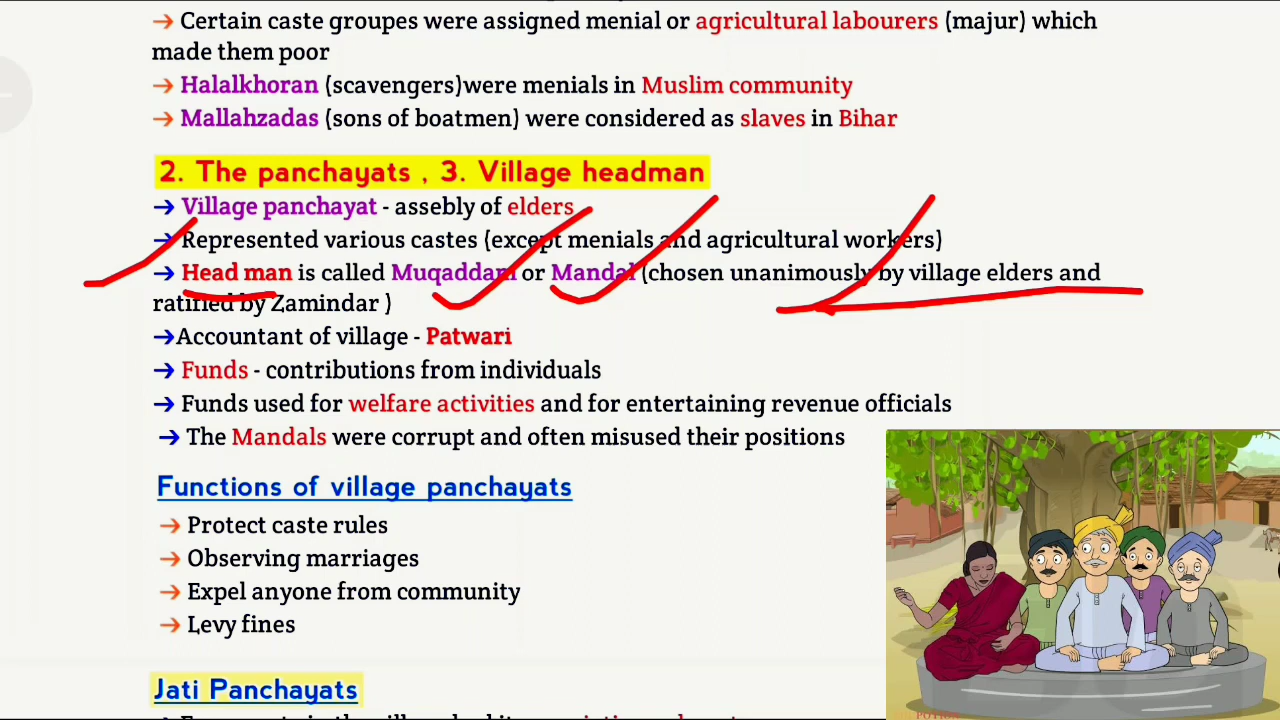 → Certain caste groupes were assigned menial or agricultural labourers (majur) which
made them poor
→ Halalkhoran (scavengers)were menials in Muslim community
→ Mallahzadas (sons of boatmen) were considered as slaves in Bihar
2. The panchayats , 3. Village headman
→ Village panchayat - assebly of elders
→ Represented various castes (except menials and agricultural workers)
→ Head man is called Muqaddam or Mandal (chosen unanimously by village elders and
ratified by Zamindar )
→Accountant of village - Patwari
→ Funds - contributions from individuals
→ Funds used for welfare activities and for entertaining revenue officials
→ The Mandals were corrupt and often misused their positions
Functions of village panchayats
→ Protect caste rules
→ Observing marriages
→ Expel anyone from community
→ Levy fines
Jati Panchayats